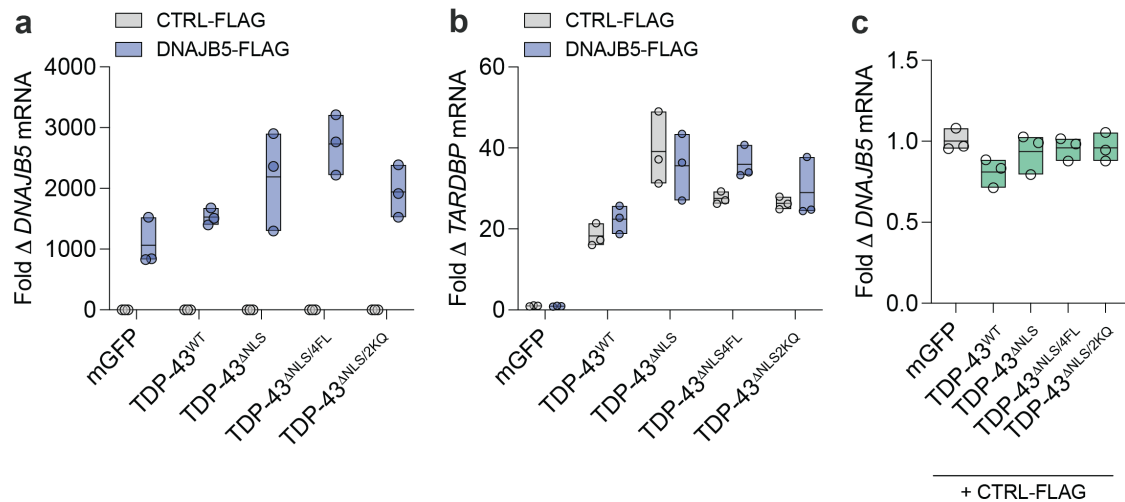 a
CTRL-FLAG
DNAJB5-FLAG
Fold Δ DNAJB5 mRNA
4000
3000
2000
1000
0
mGFP
TDP-43WT
TDP-43ΔNLS
TDP-43ΔNLS/4FL
TDP-43ΔNLS/2KQ
b
CTRL-FLAG
DNAJB5-FLAG
Fold Δ TARDBP mRNA
60
40
20
0
mGFP
TDP-43WT
TDP-43ΔNLS
TDP-43ΔNLS4FL
TDP-43ΔNLS2KQ
c
Fold Δ DNAJB5 mRNA
1.5
1.0
0.5
0.0
mGFP
TDP-43WT
TDP-43ΔNLS
TDP-43ΔNLS/4FL
TDP-43ΔNLS/2KQ
+ CTRL-FLAG